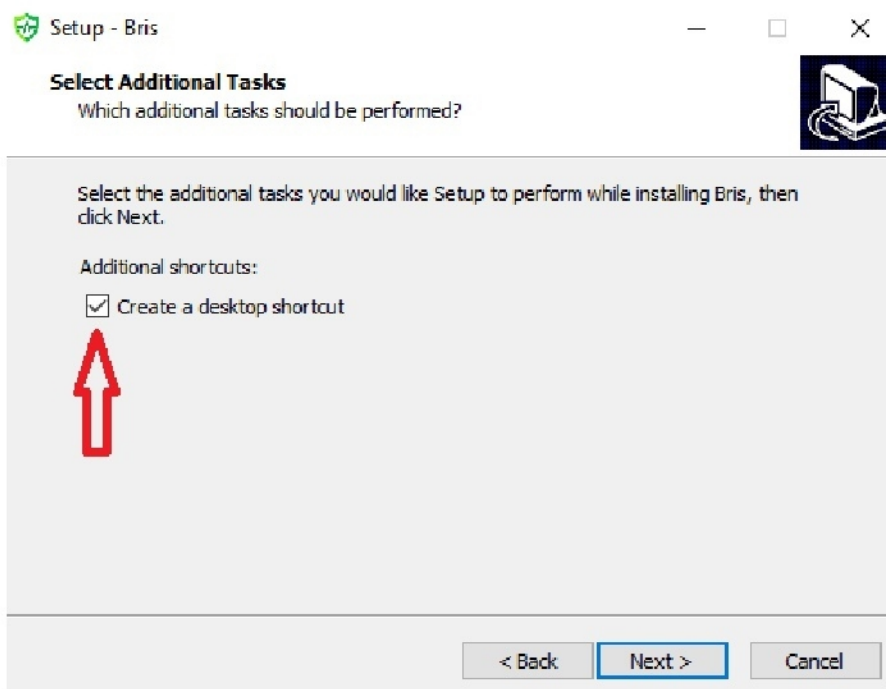 Setup - Bris
Select Additional Tasks
Which additional tasks should be performed?
Select the additional tasks you would like Setup to perform while installing Bris, then
click Next.
Additional shortcuts:
Create a desktop shortcut
< Back
Next >
Cancel